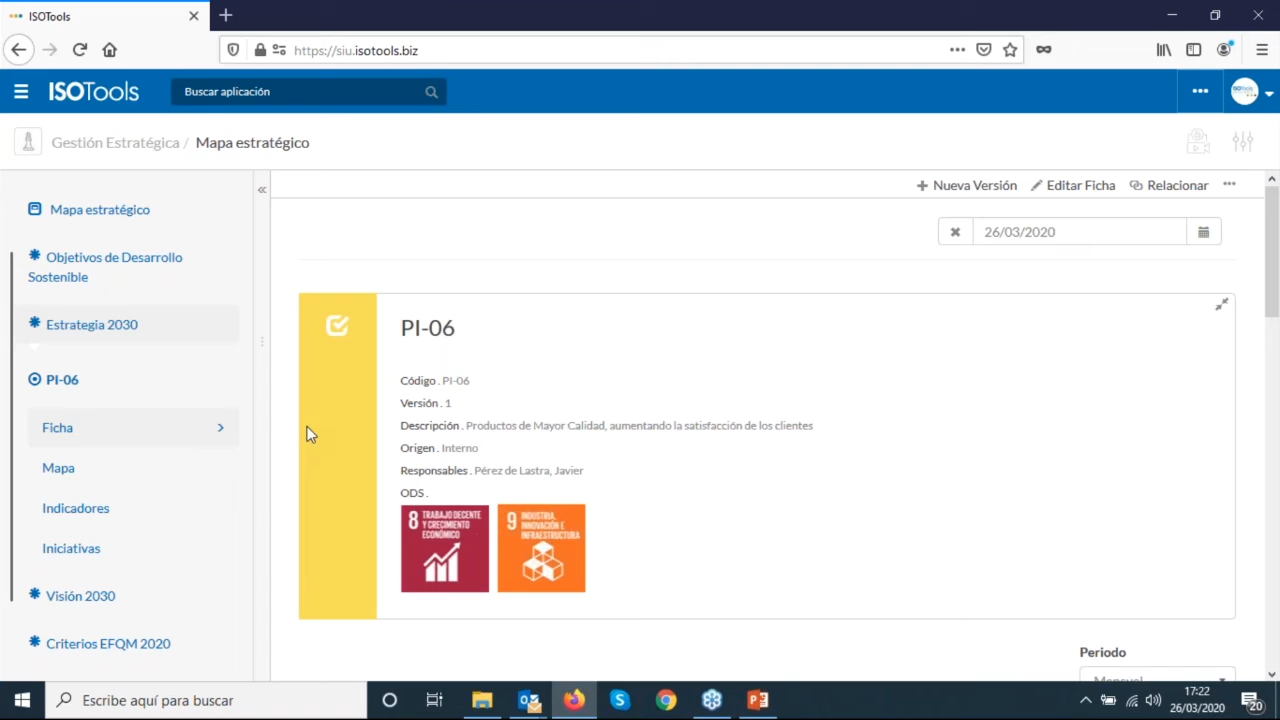 ISOTools
https://siu.isotools.biz
ISOTools
Buscar aplicación
Gestión Estratégica / Mapa estratégico
Mapa estratégico
Objetivos de Desarrollo
Sostenible
Estrategia 2030
PI-06
Ficha
Mapa
Indicadores
Iniciativas
Visión 2030
Criterios EFQM 2020
Nueva Versión
Editar Ficha
Relacionar
26/03/2020
PI-06
Código . PI-06
Versión . 1
Descripción . Productos de Mayor Calidad, aumentando la satisfacción de los clientes
Origen . Interno
Responsables . Pérez de Lastra, Javier
ODS .
8 TRABAJO DECENTE
Y CRECIMIENTO
ECONÓMICO
9 INDUSTRIA,
INNOVACIÓN E
INFRAESTRUCTURA
Periodo
Mensual
Escribe aquí para buscar
17:22
26/03/2020
20